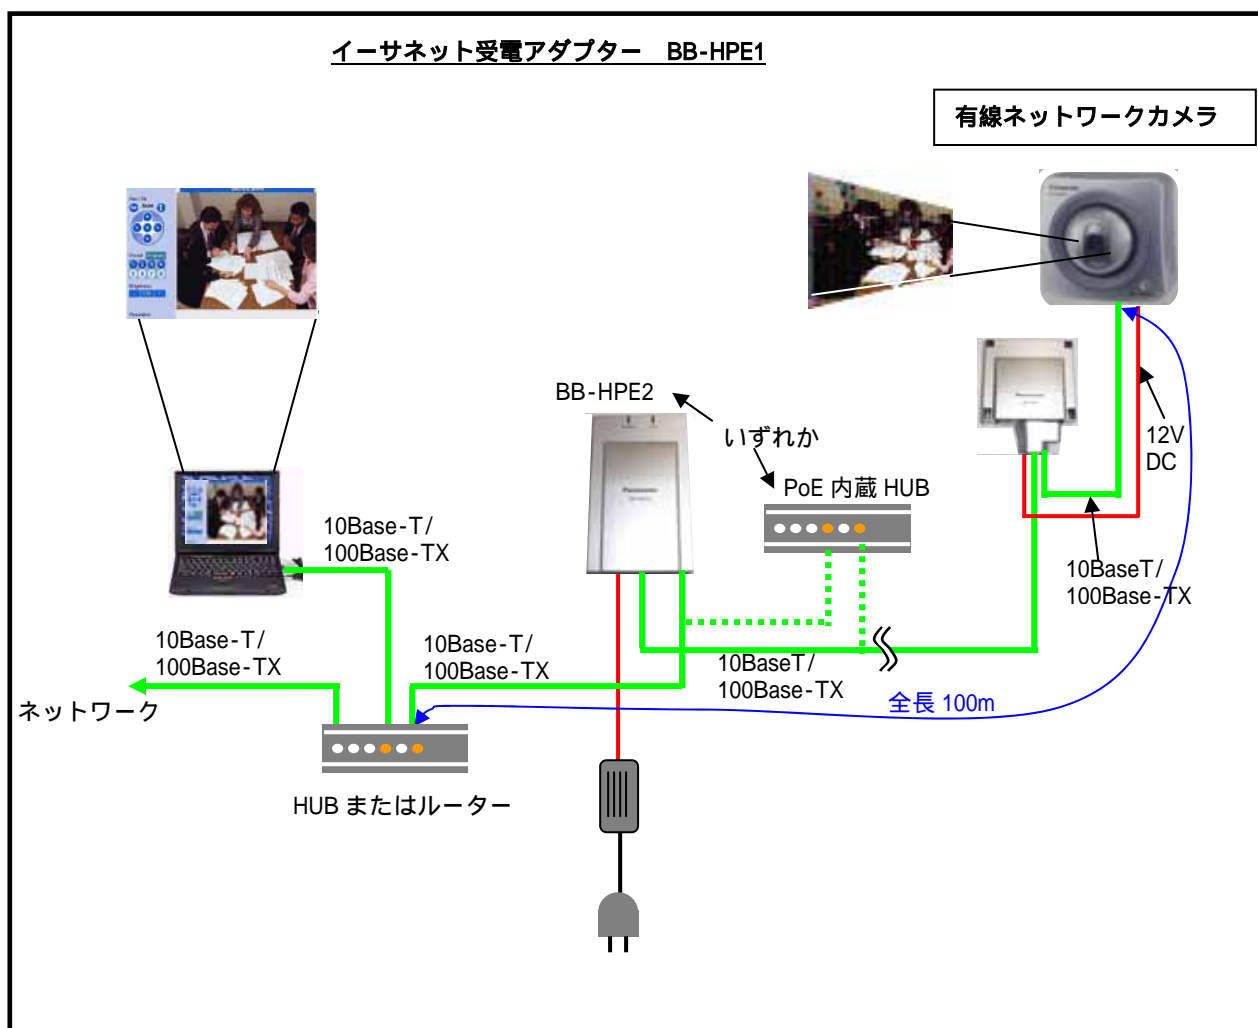 イーサネット受電アダプター BB-HPE1
有線ネットワークカメラ
BB-HPE2
いずれか
PoE 内蔵 HUB
12V
DC
10Base-T/
100Base-TX
10BaseT/
100Base-TX
10Base-T/
100Base-TX
10Base-T/
100Base-TX
10BaseT/
100Base-TX
ネットワーク
全長 100m
HUB またはルーター
Panasonic